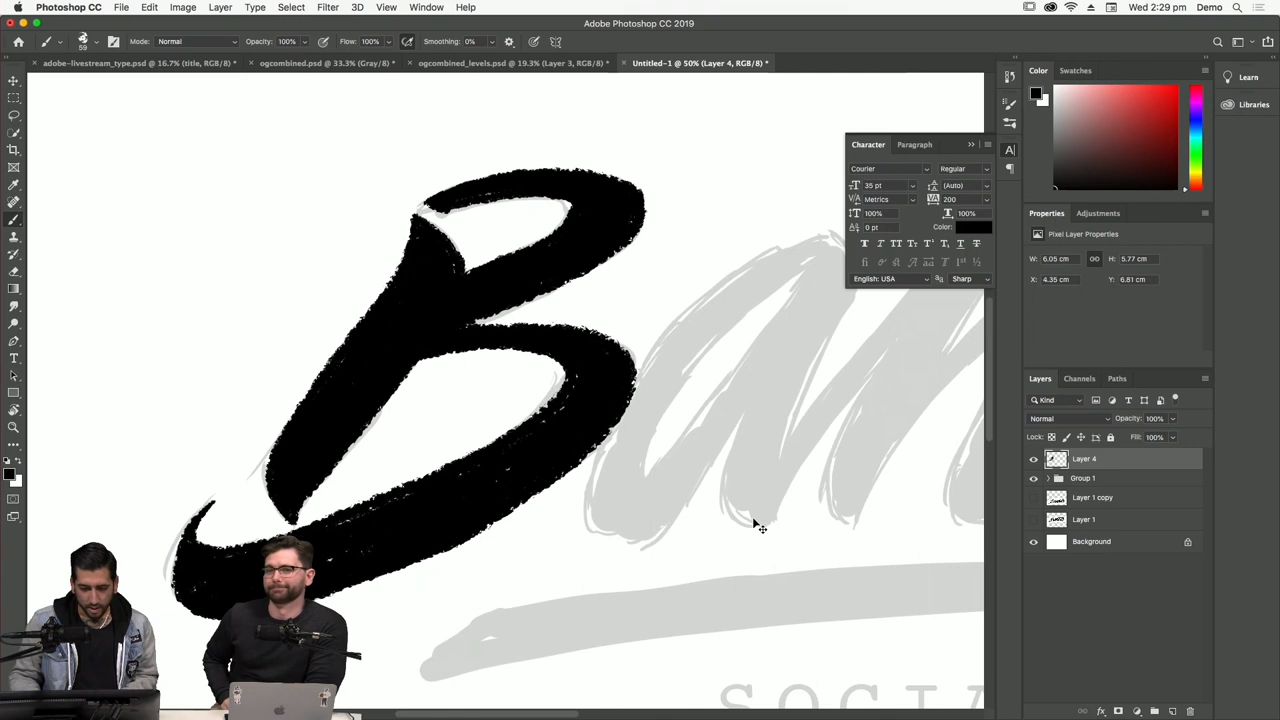 Photoshop CC File Edit Image Layer Type Select Filter 3D View Window Help
Wed 2:29 pm Demo
Adobe Photoshop CC 2019
59 Mode: Normal Opacity: 100% Flow: 100% Smoothing: 0%
adobe-livestream_type.psd @ 16.7% (title, RGB/8) * ogcombined.psd @ 33.3% (Gray/8) * ogcombined_levels.psd @ 19.3% (Layer 3, RGB/8) * Untitled-1 @ 50% (Layer 4, RGB/8) *
Color Swatches
Learn
Libraries
Character Paragraph
Courier Regular
35 pt (Auto)
Metrics 200
100% 100%
0 pt Color:
English: USA Sharp
Properties Adjustments
Pixel Layer Properties
W: 6.05 cm H: 5.77 cm
X: 4.35 cm Y: 6.81 cm
Layers Channels Paths
Kind
Normal Opacity: 100%
Lock: Fill: 100%
Layer 4
Group 1
Layer 1 copy
Layer 1
Background
B
SOCIA